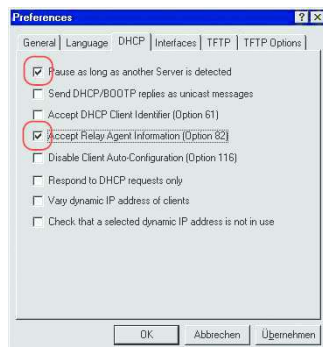 Preferences
General Language DHCP Interfaces TFTP TFTP Options
Pause as long as another Server is detected
Send DHCP/BOOTP replies as unicast messages
Accept DHCP Client Identifier (Option 61)
Accept Relay Agent Information (Option 82)
Disable Client Auto-Configuration (Option 116)
Respond to DHCP requests only
Vary dynamic IP address of clients
Check that a selected dynamic IP address is not in use
OK Abbrechen Übernehmen